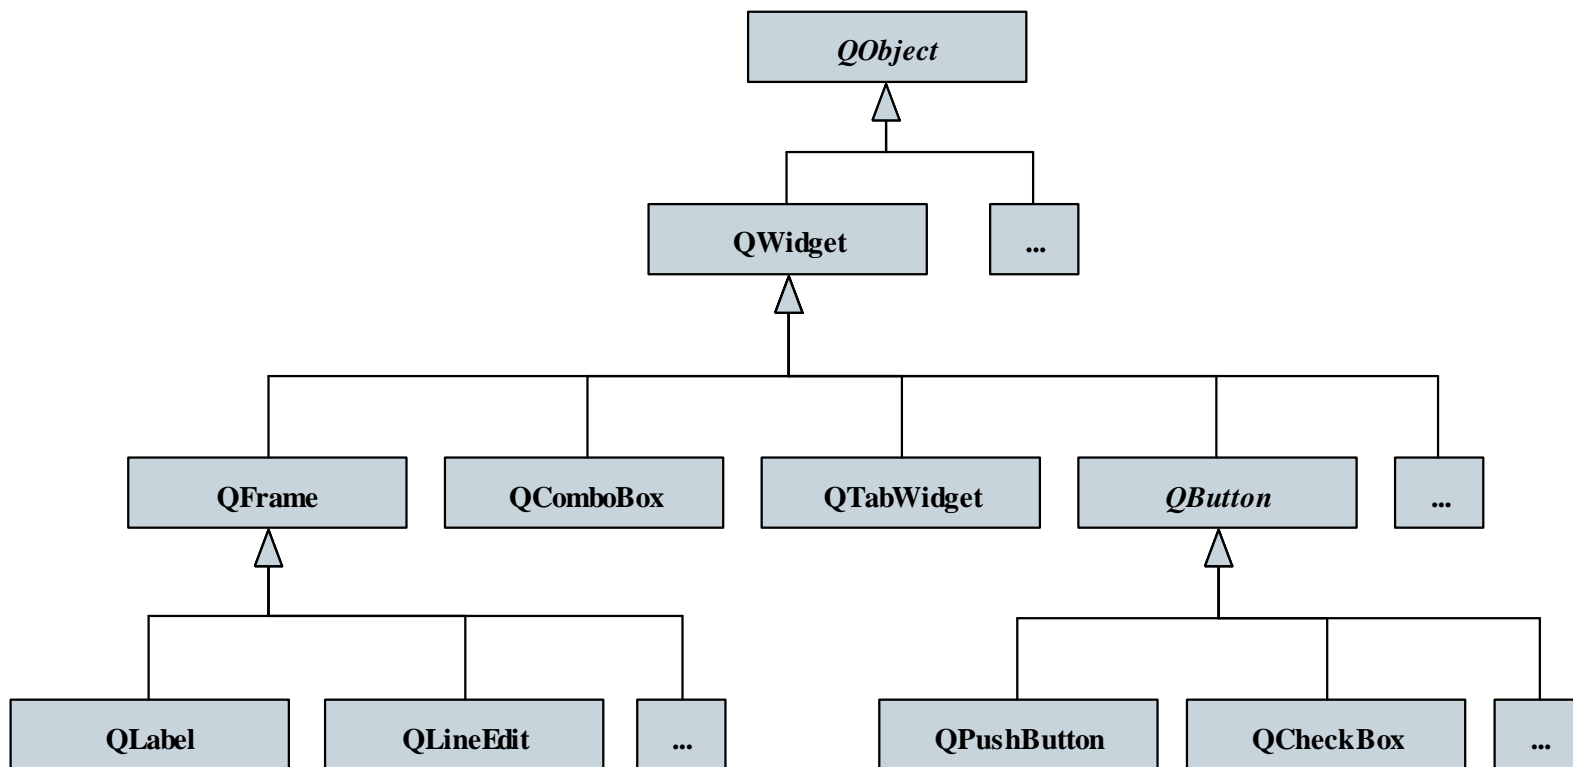 QObject
QWidget
...
QFrame
QComboBox
QTabWidget
QButton
...
QLabel
QLineEdit
...
QPushButton
QCheckBox
...